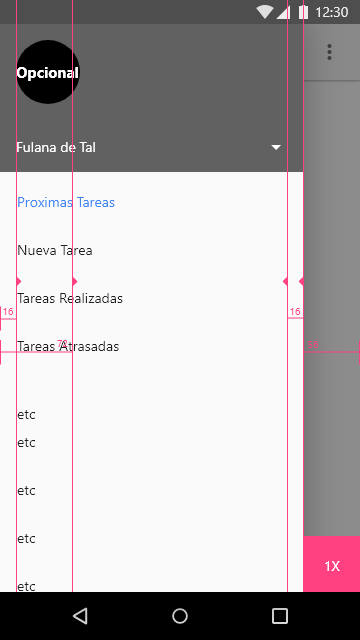 12:30
Opcional
Fulana de Tal
Proximas Tareas
Nueva Tarea
Tareas Realizadas
16
16
Tareas Atrasadas
72
etc
etc
etc
etc
etc
1X